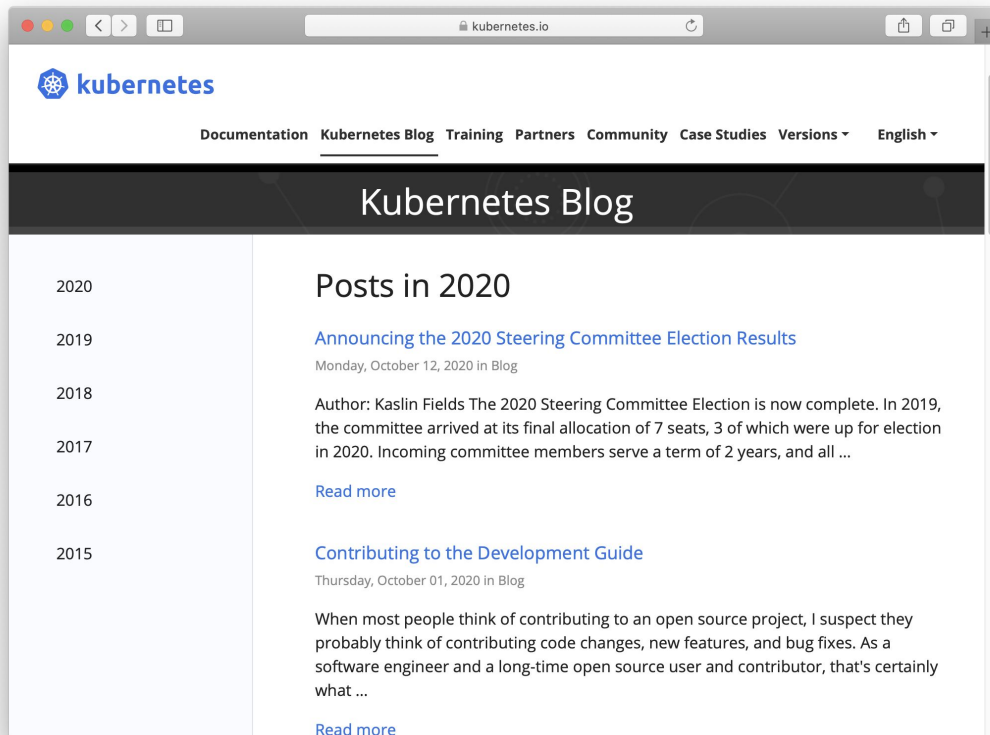 kubernetes.io
kubernetes
Documentation Kubernetes Blog Training Partners Community Case Studies Versions English
Kubernetes Blog
2020
2019
2018
2017
2016
2015
Posts in 2020
Announcing the 2020 Steering Committee Election Results
Monday, October 12, 2020 in Blog
Author: Kaslin Fields The 2020 Steering Committee Election is now complete. In 2019,
the committee arrived at its final allocation of 7 seats, 3 of which were up for election
in 2020. Incoming committee members serve a term of 2 years, and all ...
Read more
Contributing to the Development Guide
Thursday, October 01, 2020 in Blog
When most people think of contributing to an open source project, I suspect they
probably think of contributing code changes, new features, and bug fixes. As a
software engineer and a long-time open source user and contributor, that's certainly
what ...
Read more